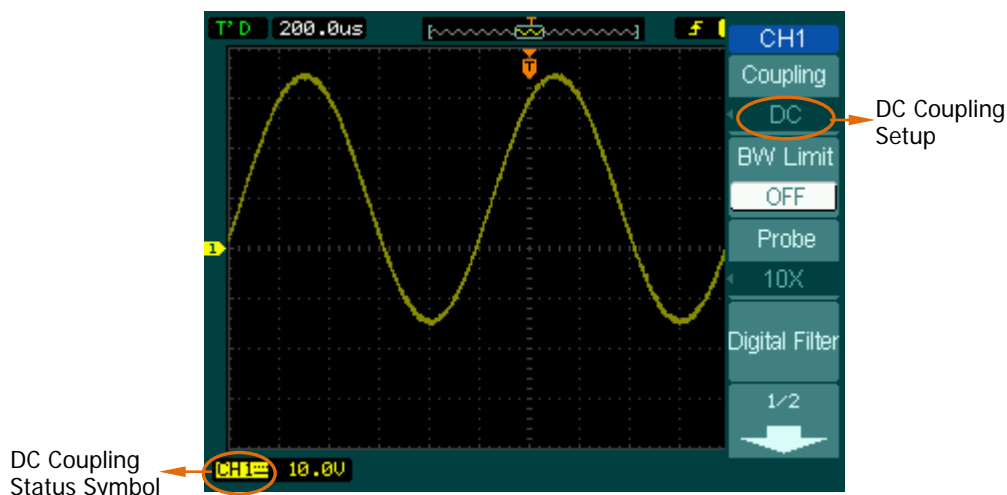 T’D 200.0us
T
T
CH1
Coupling
DC
BW Limit
OFF
Probe
10X
Digital Filter
1/2
1
CH1 10.0V
DC Coupling
Setup
DC Coupling
Status Symbol